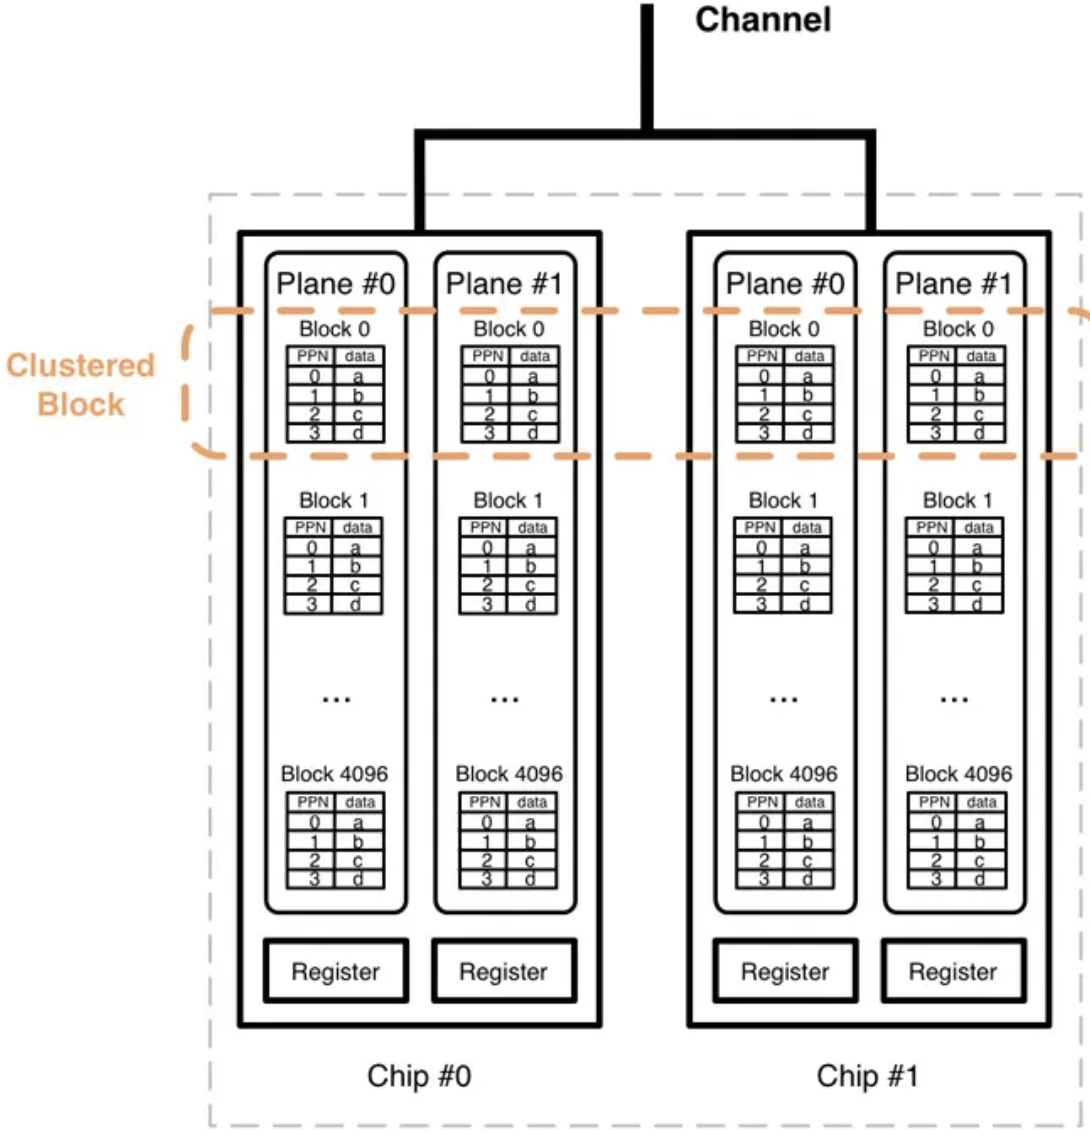 Channel
Plane #0 Plane #1 Plane #0 Plane #1
Clustered
Block
Block 0 Block 0 Block 0 Block 0
PPN data PPN data PPN data PPN data
0 a 0 a 0 a 0 a
1 b 1 b 1 b 1 b
2 c 2 c 2 c 2 c
3 d 3 d 3 d 3 d
Block 1 Block 1 Block 1 Block 1
PPN data PPN data PPN data PPN data
0 a 0 a 0 a 0 a
1 b 1 b 1 b 1 b
2 c 2 c 2 c 2 c
3 d 3 d 3 d 3 d
... ... ... ...
Block 4096 Block 4096 Block 4096 Block 4096
PPN data PPN data PPN data PPN data
0 a 0 a 0 a 0 a
1 b 1 b 1 b 1 b
2 c 2 c 2 c 2 c
3 d 3 d 3 d 3 d
Register Register Register Register
Chip #0 Chip #1